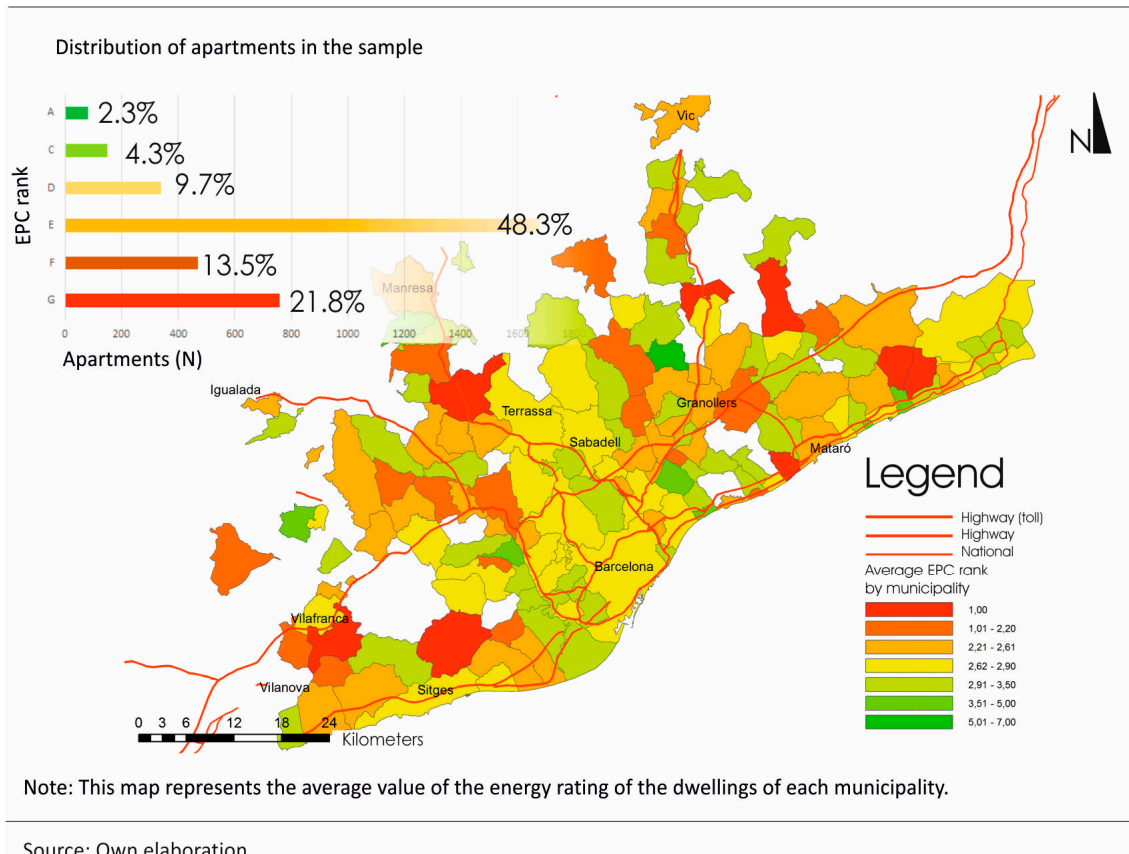 Distribution of apartments in the sample
EPC rank
A 2.3%
C 4.3%
D 9.7%
E 48.3%
F 13.5%
G 21.8%
0 200 400 600 800 1000 1200 1400 1600 1800
Apartments (N)
N
Vic
Manresa
Igualada
Terrassa
Granollers
Sabadell
Mataró
Barcelona
Vilafranca
Vilanova
Sitges
0 3 6 12 18 24
Kilometers
Legend
Highway (toll)
Highway
National
Average EPC rank
by municipality
1,00
1,01 - 2,20
2,21 - 2,61
2,62 - 2,90
2,91 - 3,50
3,51 - 5,00
5,01 - 7,00
Note: This map represents the average value of the energy rating of the dwellings of each municipality.
Source: Own elaboration